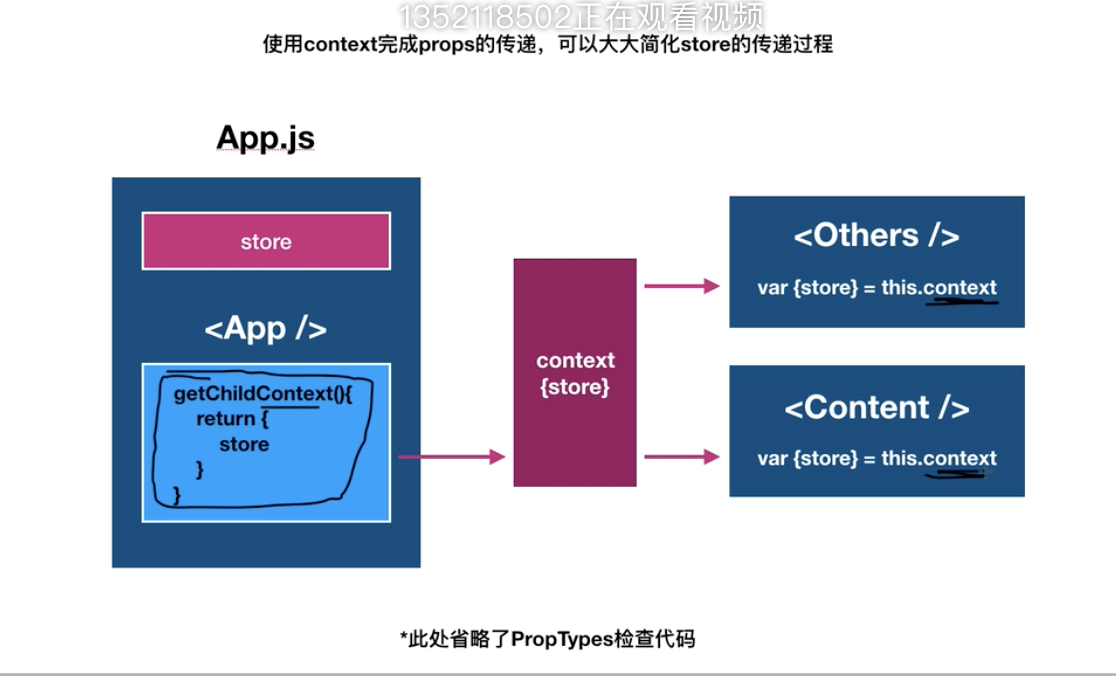 1352118502正在观看视频
使用context完成props的传递，可以大大简化store的传递过程
App.js
store
<App />
getChildContext(){
return {
store
}
}
context
{store}
<Others />
var {store} = this.context
<Content />
var {store} = this.context
*此处省略了PropTypes检查代码